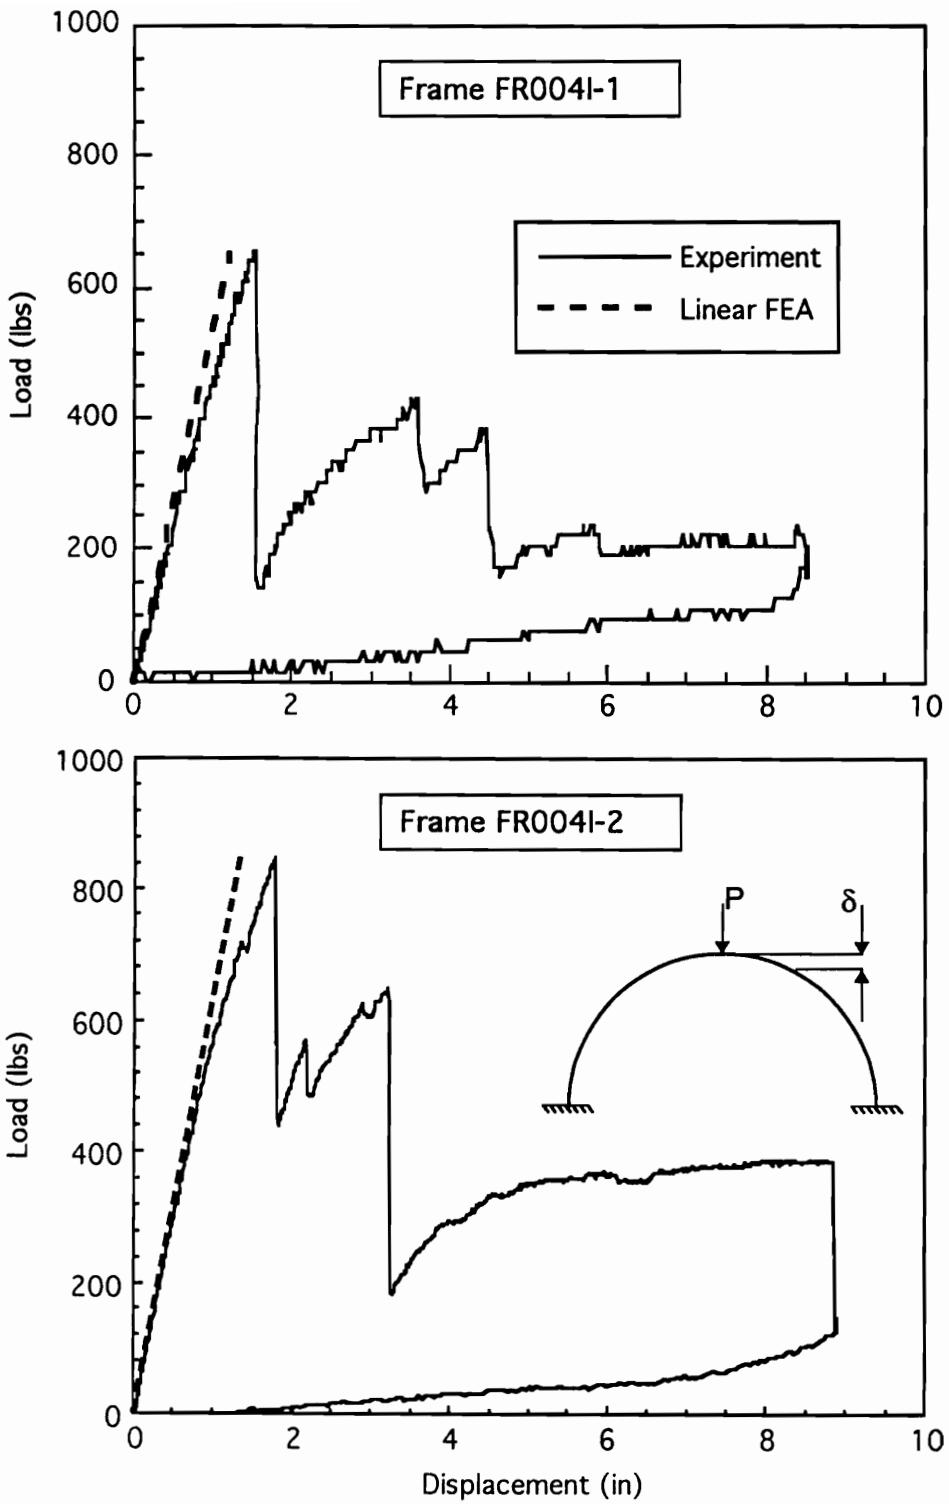 1000
800
600
400
200
0
Load (lbs)
Frame FR004I-1
Experiment
Linear FEA
0 2 4 6 8 10
1000
800
600
400
200
0
Load (lbs)
Frame FR004I-2
P δ
0 2 4 6 8 10
Displacement (in)